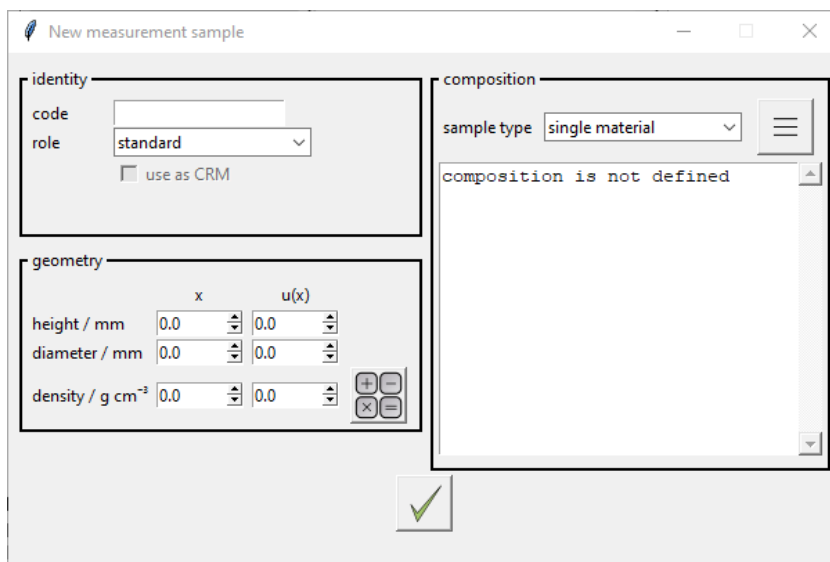 New measurement sample
identity
code
role standard
use as CRM
geometry
x u(x)
height / mm 0.0 0.0
diameter / mm 0.0 0.0
density / g cm⁻³ 0.0 0.0
+ −
× =
composition
sample type single material
composition is not defined